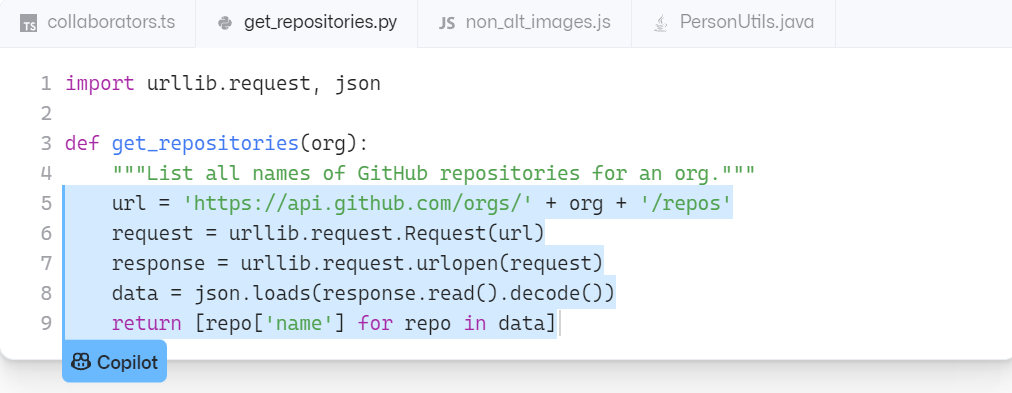 TS collaborators.ts get_repositories.py JS non_alt_images.js PersonUtils.java
1 import urllib.request, json
2
3 def get_repositories(org):
4     """List all names of GitHub repositories for an org."""
5     url = 'https://api.github.com/orgs/' + org + '/repos'
6     request = urllib.request.Request(url)
7     response = urllib.request.urlopen(request)
8     data = json.loads(response.read().decode())
9     return [repo['name'] for repo in data]
Copilot